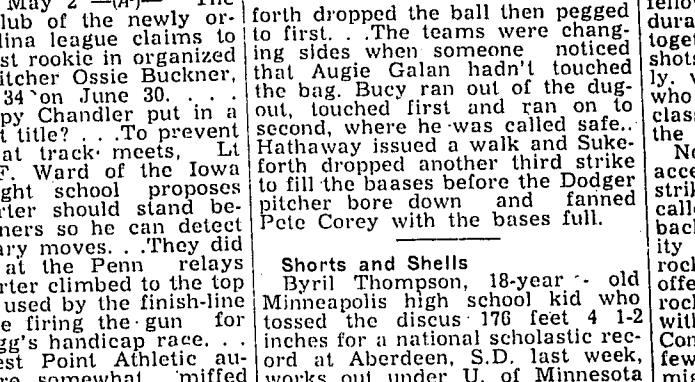 May 2 —(AP)— The
lub of the newly or-
lina league claims to
st rookie in organized
itcher Ossie Buckner,
34 on June 30. . . .
py Chandler put in a
t title? . . .To prevent
at track meets, Lt
F. Ward of the Iowa
ght school proposes
rter should stand be-
ners so he can detect
ary moves. . .They did
at the Penn relays
rter climbed to the top
used by the finish-line
e firing the gun for
gg's handicap race. . .
est Point Athletic au-
re somewhat miffed
forth dropped the ball then pegged
to first. . .The teams were chang-
ing sides when someone noticed
that Augie Galan hadn't touched
the bag. Bucy ran out of the dug-
out, touched first and ran on to
second, where he was called safe..
Hathaway issued a walk and Suke-
forth dropped another third strike
to fill the baases before the Dodger
pitcher bore down and fanned
Pete Corey with the bases full.
Shorts and Shells
Byril Thompson, 18-year - old
Minneapolis high school kid who
tossed the discus 176 feet 4 1-2
inches for a national scholastic rec-
ord at Aberdeen, S.D. last week,
works out under U. of Minnesota
dura
toget
shots
ly. V
who
class
the
Ne
acce
strik
calle
back
ity
rock
offe
rock
with
Con
few
mig